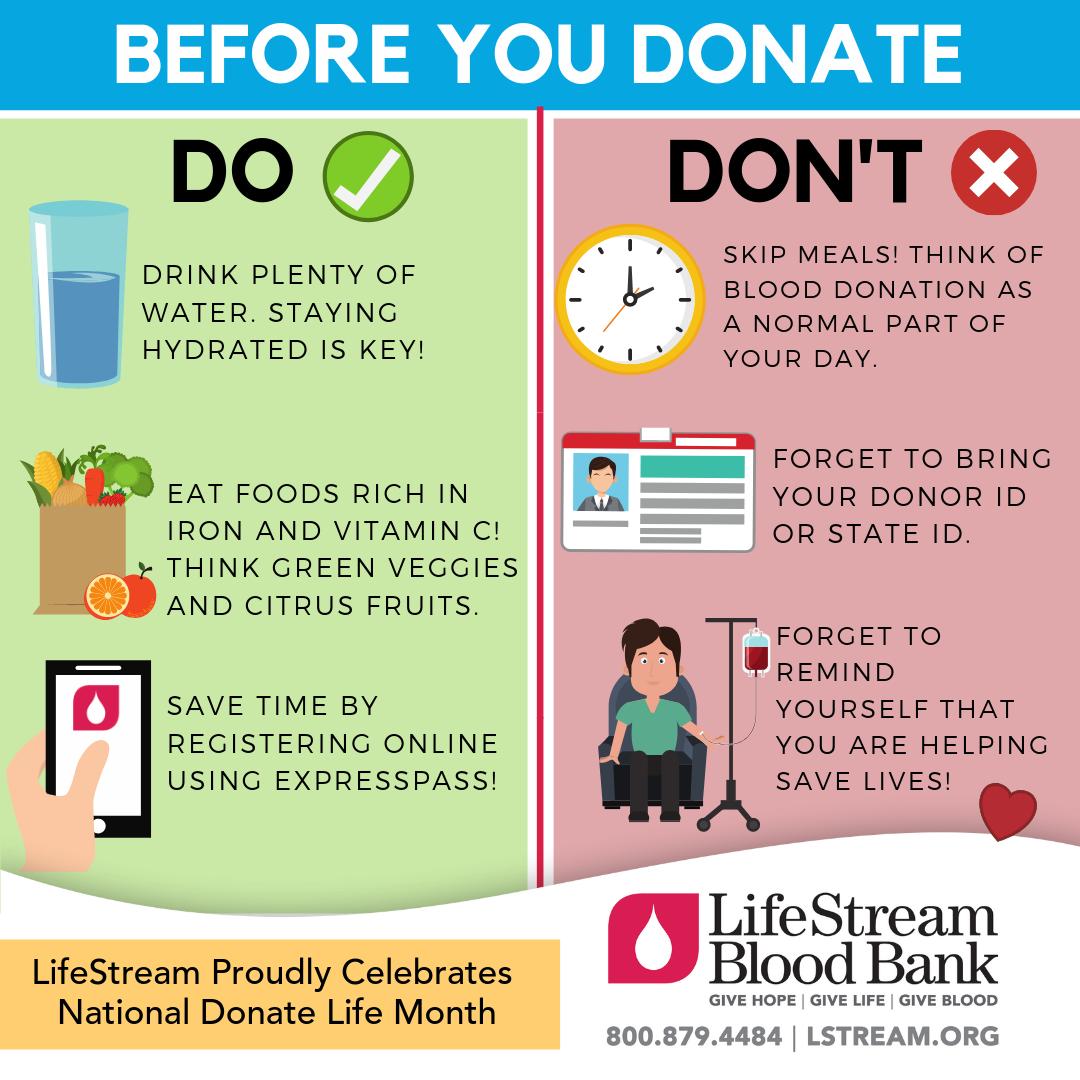 BEFORE YOU DONATE
DO
DRINK PLENTY OF
WATER. STAYING
HYDRATED IS KEY!
EAT FOODS RICH IN
IRON AND VITAMIN C!
THINK GREEN VEGGIES
AND CITRUS FRUITS.
SAVE TIME BY
REGISTERING ONLINE
USING EXPRESSPASS!
DON'T
SKIP MEALS! THINK OF
BLOOD DONATION AS
A NORMAL PART OF
YOUR DAY.
FORGET TO BRING
YOUR DONOR ID
OR STATE ID.
FORGET TO
REMIND
YOURSELF THAT
YOU ARE HELPING
SAVE LIVES!
LifeStream Proudly Celebrates
National Donate Life Month
LifeStream
Blood Bank
GIVE HOPE | GIVE LIFE | GIVE BLOOD
800.879.4484 | LSTREAM.ORG